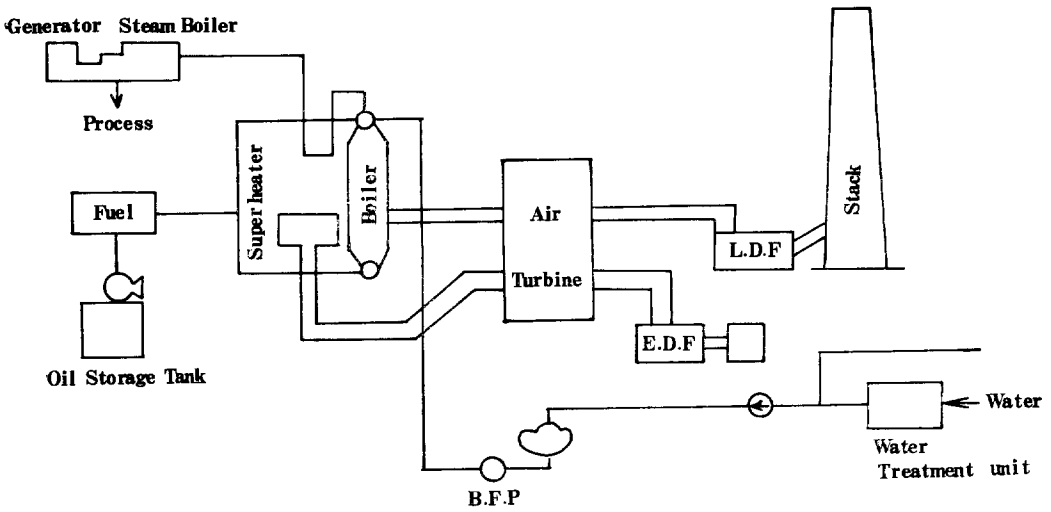 Generator Steam Boiler
Process
Fuel
Oil Storage Tank
Superheater
Boiler
Air
Turbine
L.D.F
Stack
E.D.F
Water
Water
Treatment unit
B.F.P